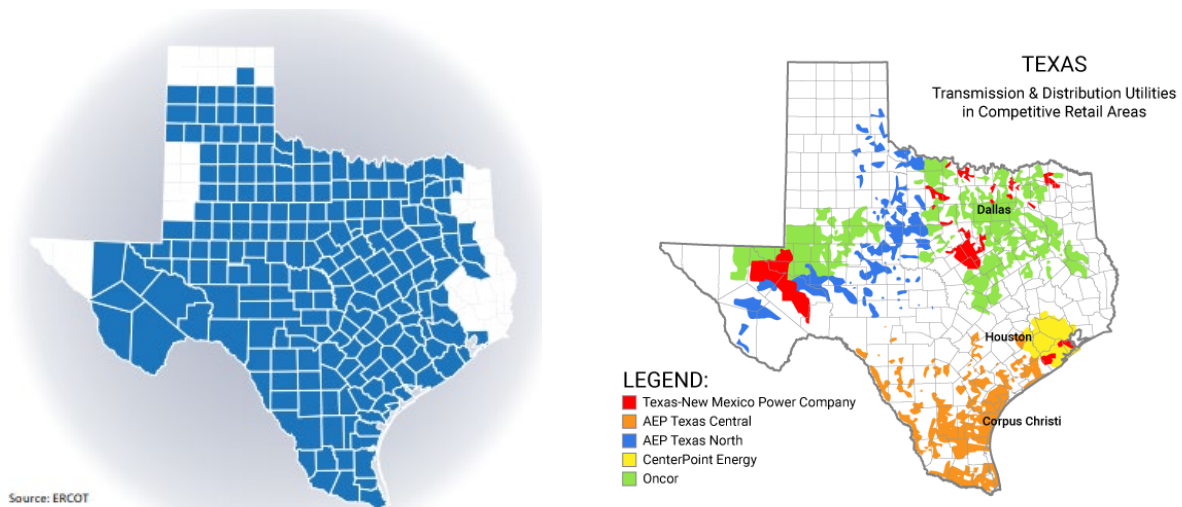 Source: ERCOT
TEXAS
Transmission & Distribution Utilities
in Competitive Retail Areas
Dallas
Houston
Corpus Christi
LEGEND:
Texas-New Mexico Power Company
AEP Texas Central
AEP Texas North
CenterPoint Energy
Oncor